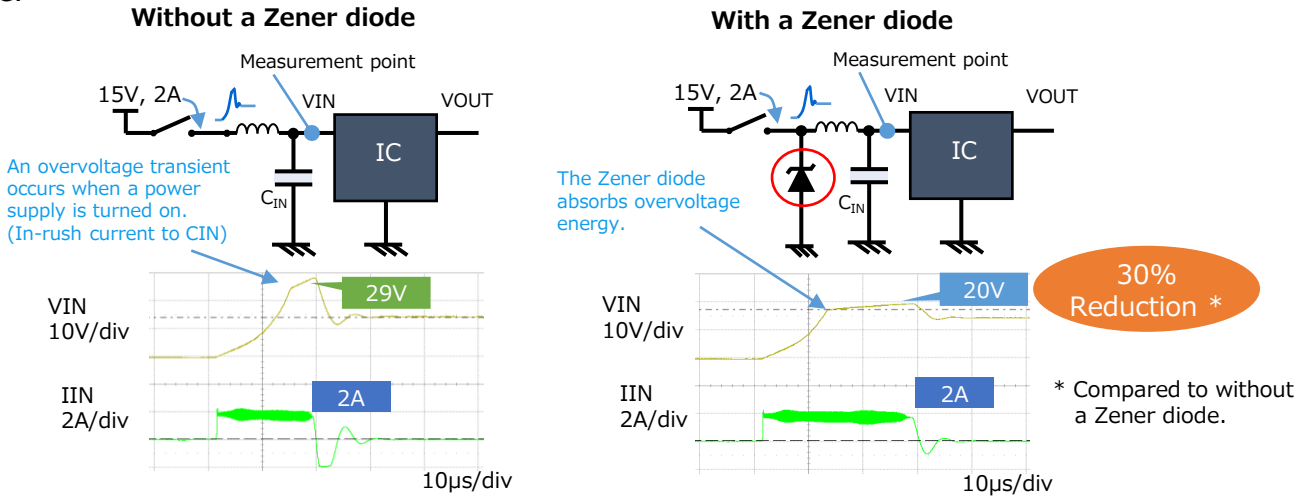 Without a Zener diode
Measurement point
15V, 2A
VIN
VOUT
IC
An overvoltage transient
occurs when a power
supply is turned on.
(In-rush current to CIN)
CIN
29V
VIN
10V/div
IIN
2A/div
2A
10µs/div
With a Zener diode
Measurement point
15V, 2A
VIN
VOUT
IC
The Zener diode
absorbs overvoltage
energy.
CIN
20V
30%
Reduction *
VIN
10V/div
IIN
2A/div
2A
* Compared to without
a Zener diode.
10µs/div